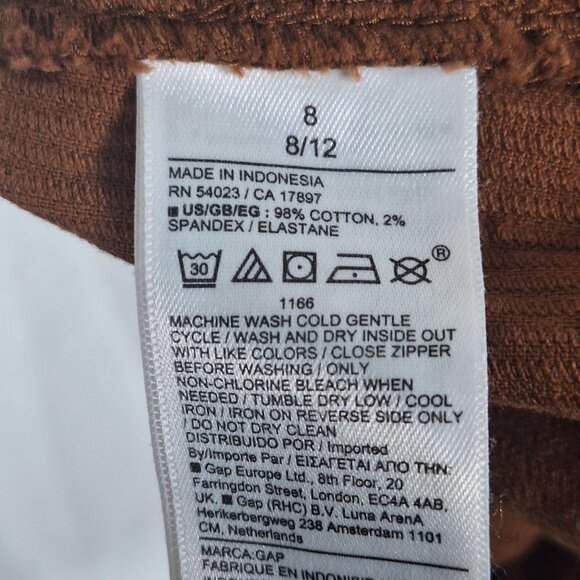 8
8/12
MADE IN INDONESIA
RN 54023 / CA 17897
US/GB/EG : 98% COTTON, 2%
SPANDEX / ELASTANE
30
®
1166
MACHINE WASH COLD GENTLE
CYCLE / WASH AND DRY INSIDE OUT
WITH LIKE COLORS / CLOSE ZIPPER
BEFORE WASHING / ONLY
NON-CHLORINE BLEACH WHEN
NEEDED / TUMBLE DRY LOW / COOL
IRON / IRON ON REVERSE SIDE ONLY
/ DO NOT DRY CLEAN
DISTRIBUIDO POR / Imported
By/Importe Par / ΕΙΣΑΓΕΤΑΙ ΑΠΟ ΤΗΝ:
Gap Europe Ltd., 8th Floor, 20
Farringdon Street, London, EC4A 4AB,
UK. Gap (RHC) B.V. Luna ArenA
Herikerbergweg 238 Amsterdam 1101
CM, Netherlands
MARCA:GAP
FABRIQUE EN INDONESIE